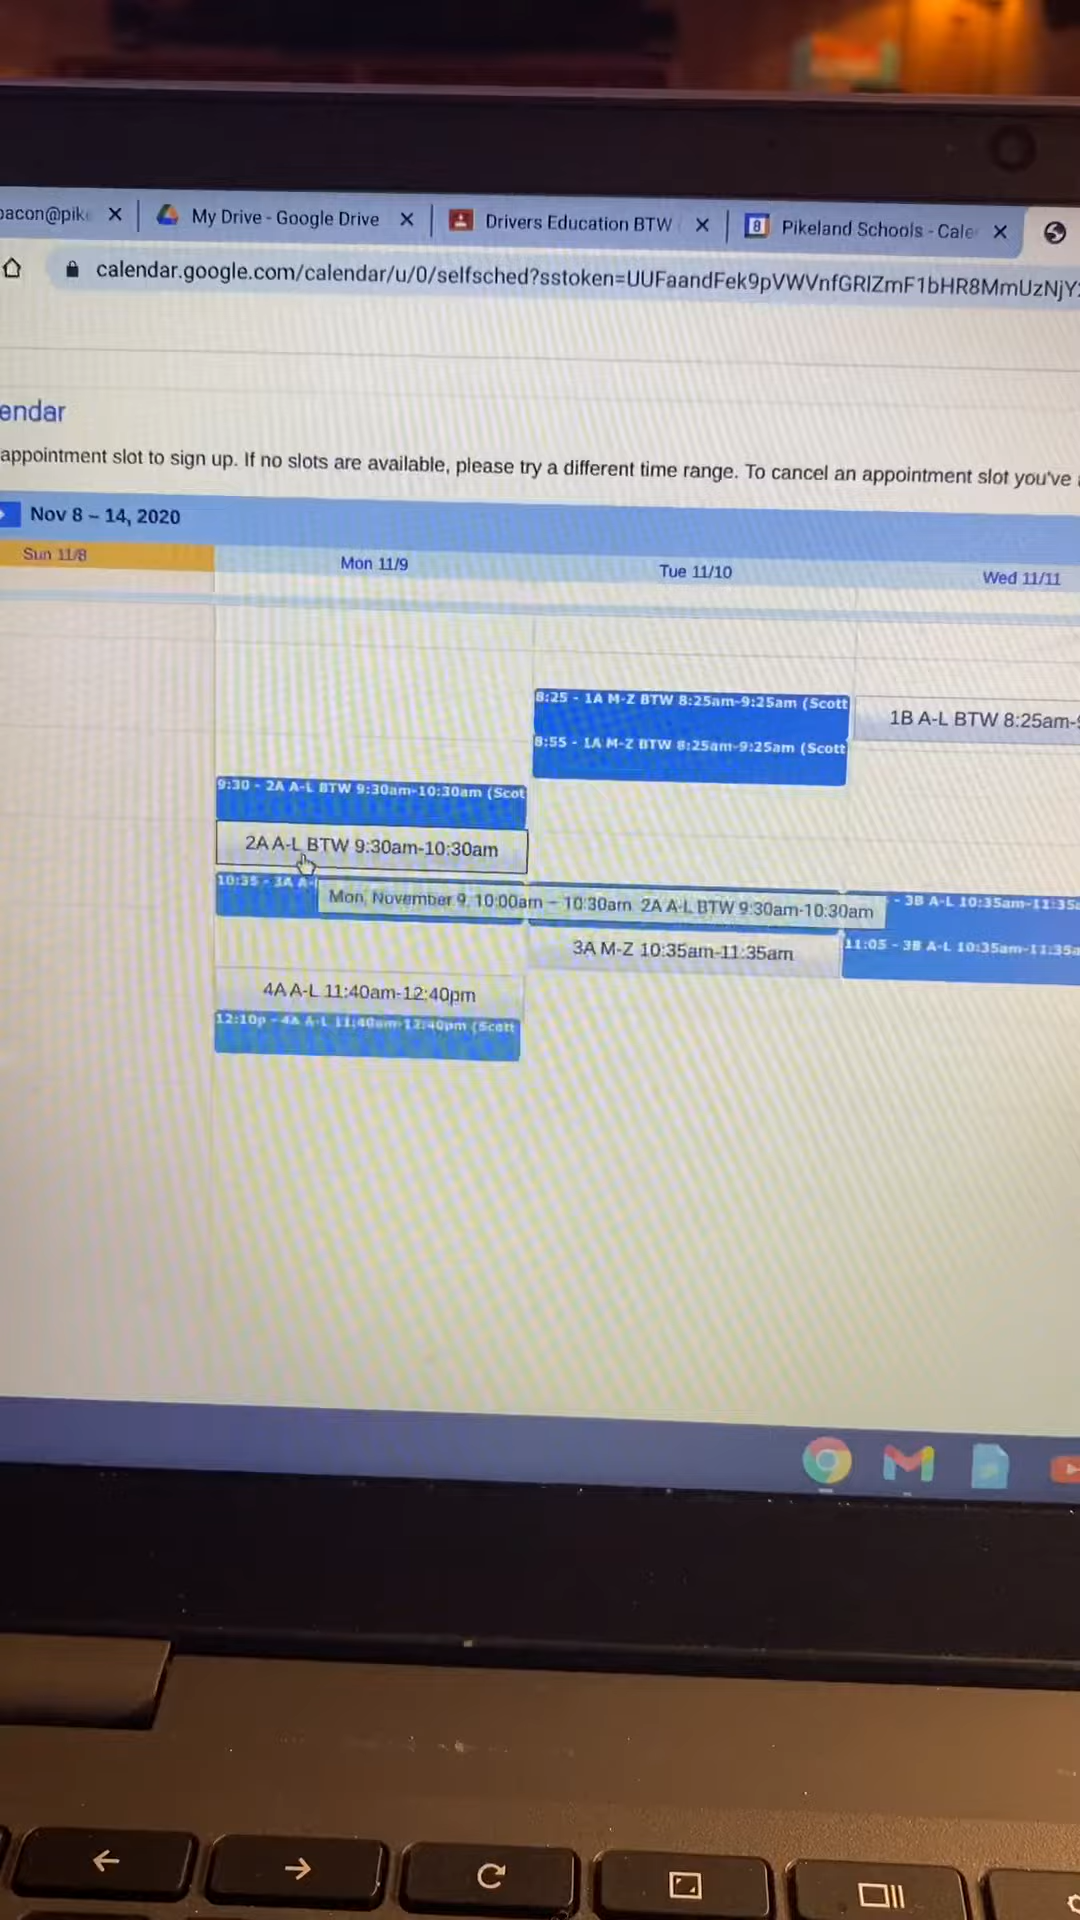 bacon@pik
My Drive - Google Drive
Drivers Education BTW
Pikeland Schools - Cale
calendar.google.com/calendar/u/0/selfsched?sstoken=UUFaandFek9pVWVnfGRlZmF1bHR8MmUzNjY
endar
appointment slot to sign up. If no slots are available, please try a different time range. To cancel an appointment slot you've
Nov 8 – 14, 2020
Sun 11/8
Mon 11/9
Tue 11/10
Wed 11/11
8:25 - 1A M-Z BTW 8:25am-9:25am (Scott
1B A-L BTW 8:25am-9
8:55 - 1A M-Z BTW 8:25am-9:25am (Scott
9:30 - 2A A-L BTW 9:30am-10:30am (Scot
2A A-L BTW 9:30am-10:30am
10:35 - 3A A-
Mon, November 9, 10:00am – 10:30am 2A A-L BTW 9:30am-10:30am
- 3B A-L 10:35am-11:35a
3A M-Z 10:35am-11:35am
11:05 - 3B A-L 10:35am-11:35a
4A A-L 11:40am-12:40pm
12:10p - 4A A-L 11:40am-12:40pm (Scott